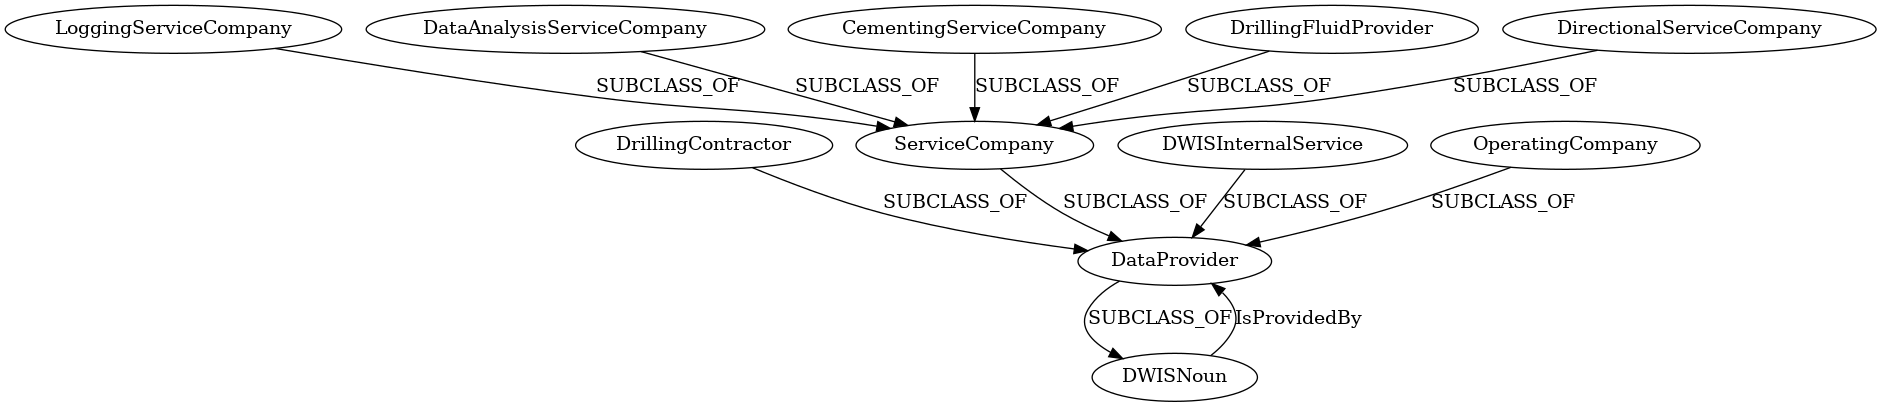 LoggingServiceCompany
DataAnalysisServiceCompany
CementingServiceCompany
DrillingFluidProvider
DirectionalServiceCompany
SUBCLASS_OF
SUBCLASS_OF
SUBCLASS_OF
SUBCLASS_OF
SUBCLASS_OF
DrillingContractor
ServiceCompany
DWISInternalService
OperatingCompany
SUBCLASS_OF
SUBCLASS_OF
SUBCLASS_OF
SUBCLASS_OF
DataProvider
SUBCLASS_OF
IsProvidedBy
DWISNoun